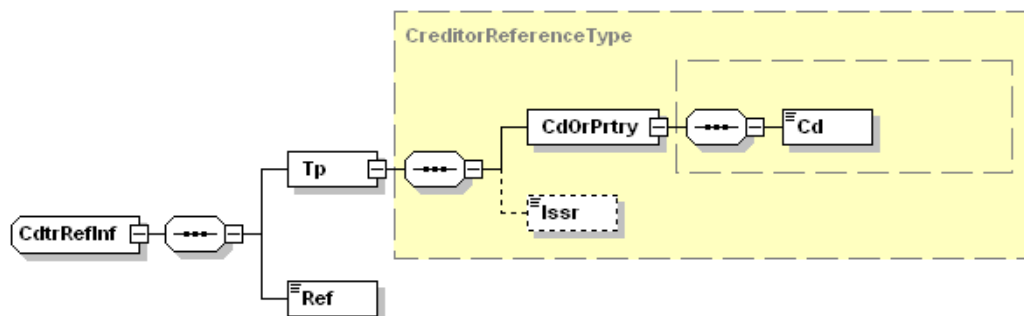 CreditorReferenceType
CdOrPrtry
Cd
Tp
Issr
CdtrRefInf
Ref